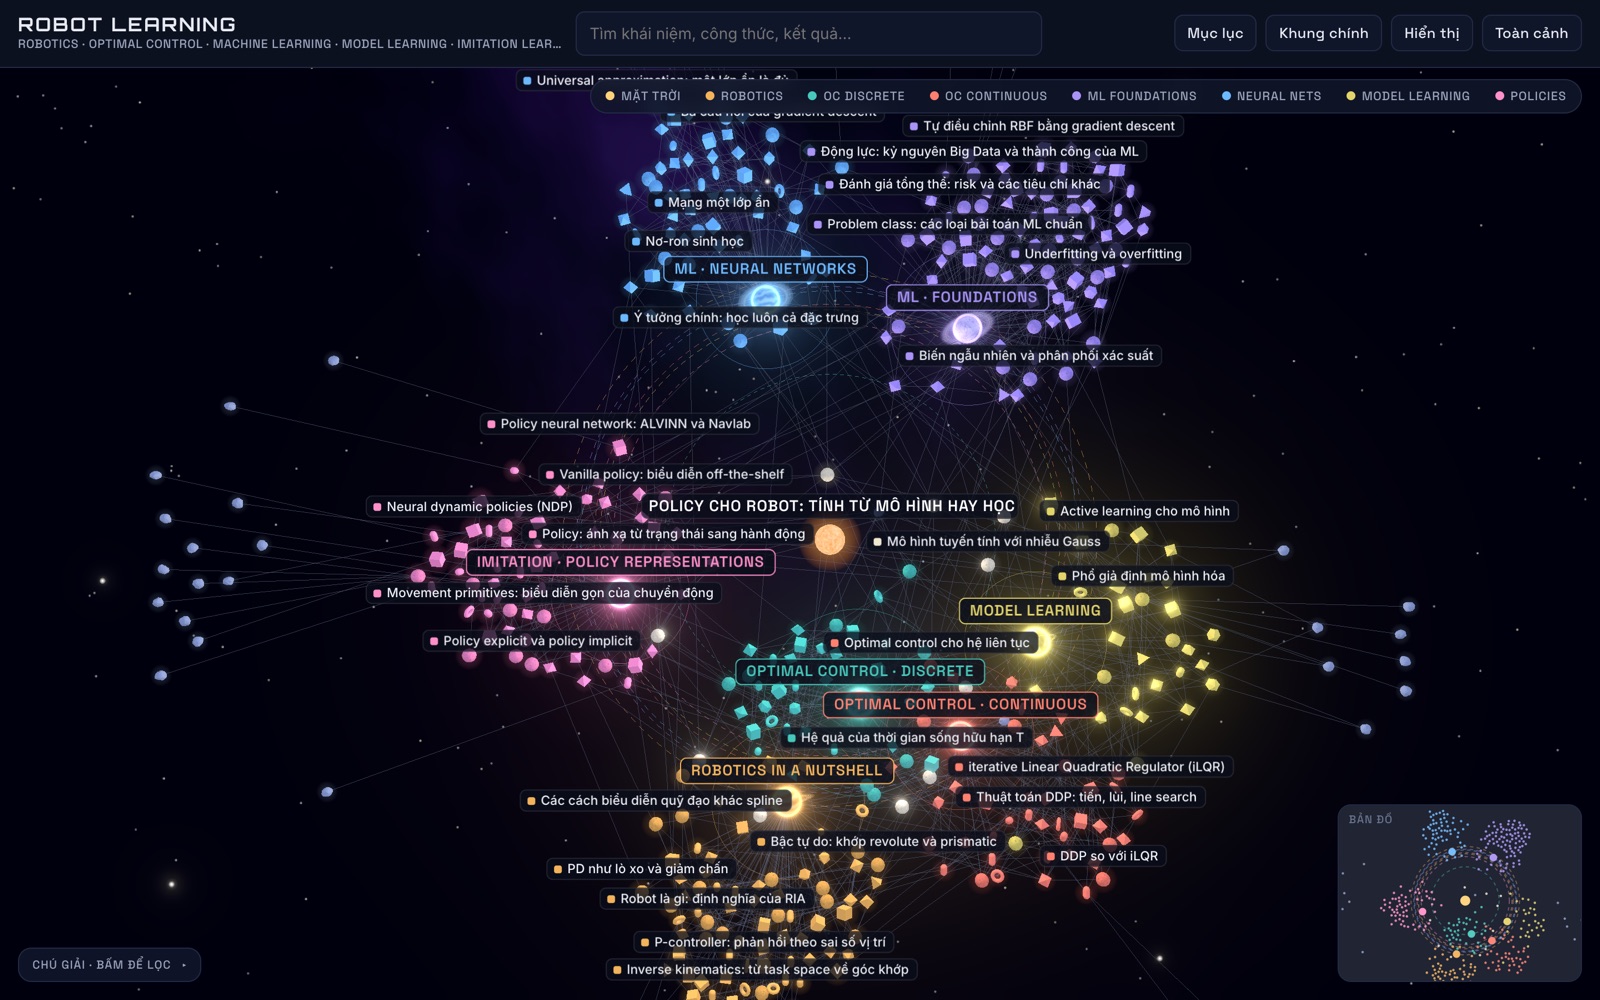 ROBOT LEARNING
ROBOTICS · OPTIMAL CONTROL · MACHINE LEARNING · MODEL LEARNING · IMITATION LEAR...
Tìm khái niệm, công thức, kết quả...
Mục lục
Khung chính
Hiển thị
Toàn cảnh
MẶT TRỜI
ROBOTICS
OC DISCRETE
OC CONTINUOUS
ML FOUNDATIONS
NEURAL NETS
MODEL LEARNING
POLICIES
Tự điều chỉnh RBF bằng gradient descent
Động lực: kỷ nguyên Big Data và thành công của ML
Đánh giá tổng thể: risk và các tiêu chí khác
Mạng một lớp ẩn
Problem class: các loại bài toán ML chuẩn
Nơ-ron sinh học
Underfitting và overfitting
ML · NEURAL NETWORKS
ML · FOUNDATIONS
Ý tưởng chính: học luôn cả đặc trưng
Biến ngẫu nhiên và phân phối xác suất
Policy neural network: ALVINN và Navlab
Vanilla policy: biểu diễn off-the-shelf
Neural dynamic policies (NDP)
POLICY CHO ROBOT: TÍNH TỪ MÔ HÌNH HAY HỌC
Active learning cho mô hình
Policy: ánh xạ từ trạng thái sang hành động
Mô hình tuyến tính với nhiễu Gauss
IMITATION · POLICY REPRESENTATIONS
Phổ giả định mô hình hóa
Movement primitives: biểu diễn gọn của chuyển động
MODEL LEARNING
Policy explicit và policy implicit
Optimal control cho hệ liên tục
OPTIMAL CONTROL · DISCRETE
OPTIMAL CONTROL · CONTINUOUS
Hệ quả của thời gian sống hữu hạn T
ROBOTICS IN A NUTSHELL
iterative Linear Quadratic Regulator (iLQR)
Các cách biểu diễn quỹ đạo khác spline
Thuật toán DDP: tiến, lùi, line search
Bậc tự do: khớp revolute và prismatic
DDP so với iLQR
PD như lò xo và giảm chấn
Robot là gì: định nghĩa của RIA
P-controller: phản hồi theo sai số vị trí
Inverse kinematics: từ task space về góc khớp
BẢN ĐỒ
CHÚ GIẢI · BẤM ĐỂ LỌC